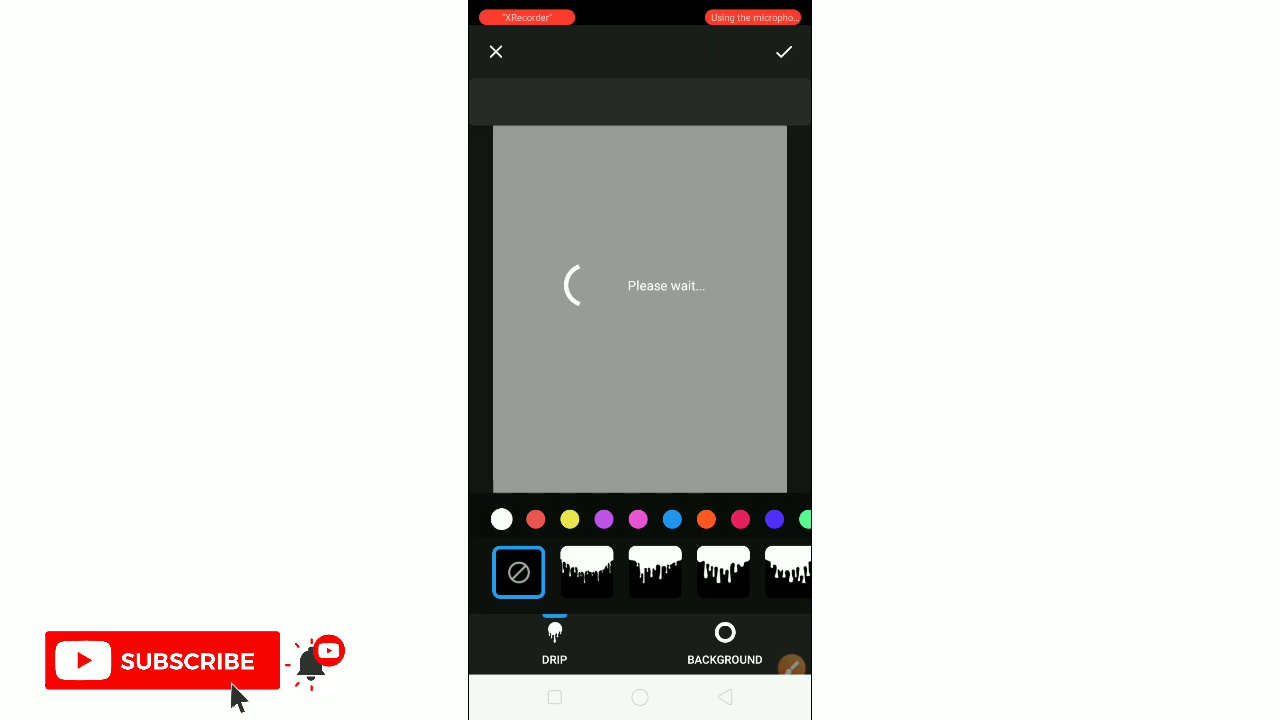 "XRecorder"
Using the micropho...
Please wait...
DRIP
BACKGROUND
SUBSCRIBE